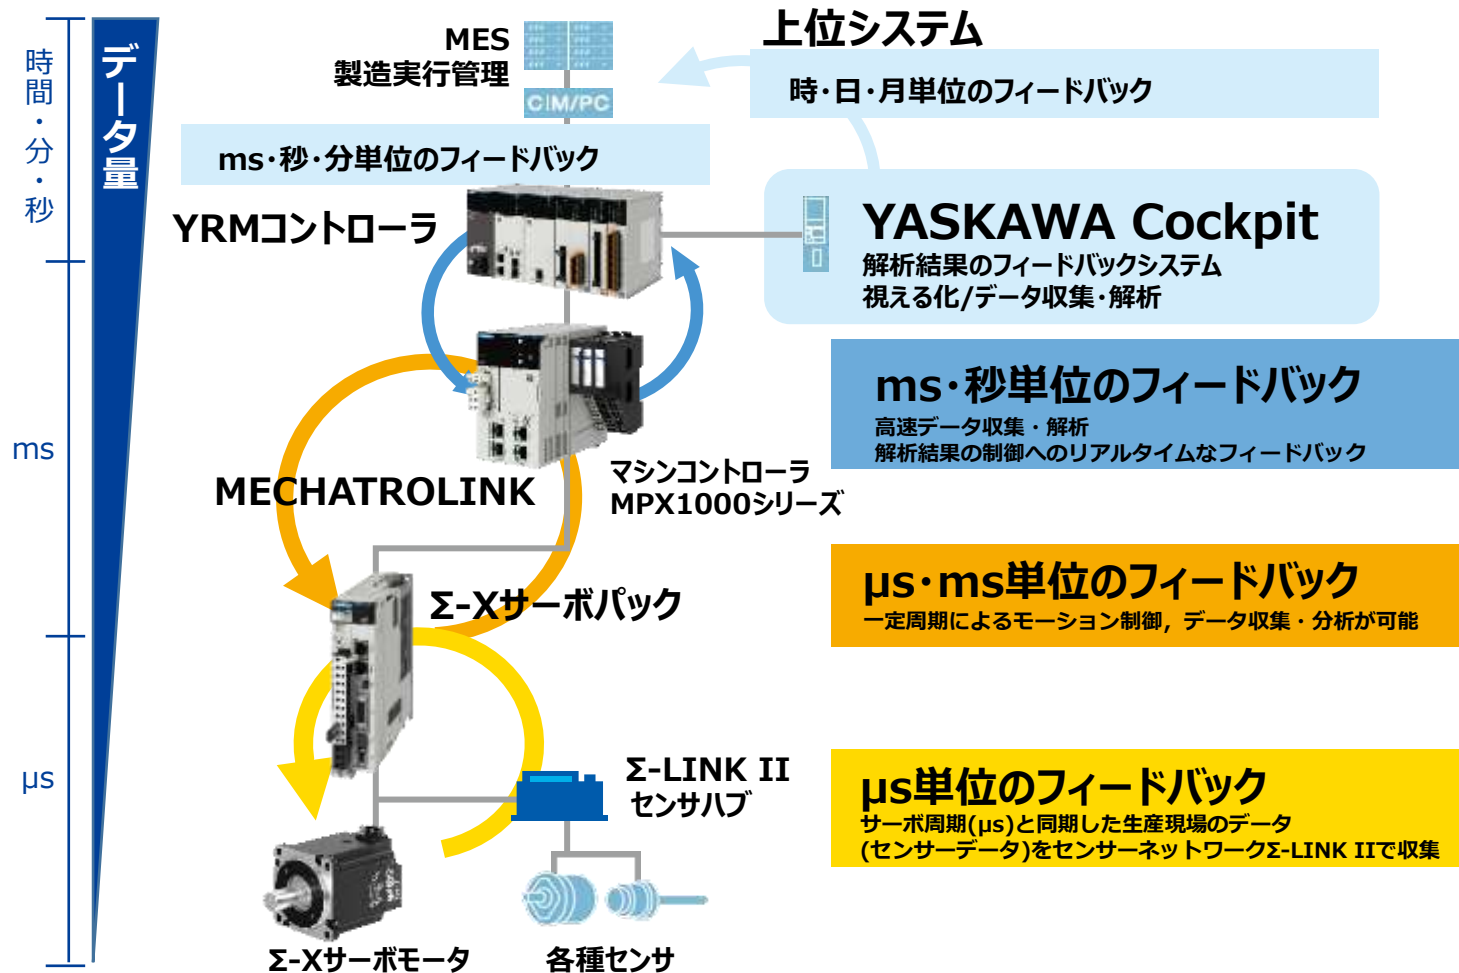 時間・分・秒
データ量
MES
製造実行管理
CIM/PC
上位システム
時・日・月単位のフィードバック
ms・秒・分単位のフィードバック
YRMコントローラ
YASKAWA Cockpit
解析結果のフィードバックシステム
視える化/データ収集・解析
ms・秒単位のフィードバック
高速データ収集・解析
解析結果の制御へのリアルタイムなフィードバック
ms
MECHATROLINK
マシンコントローラ
MPX1000シリーズ
µs・ms単位のフィードバック
一定周期によるモーション制御, データ収集・分析が可能
Σ-Xサーボパック
µs
Σ-LINK II
センサハブ
µs単位のフィードバック
サーボ周期(µs)と同期した生産現場のデータ
(センサーデータ)をセンサーネットワークΣ-LINK IIで収集
Σ-Xサーボモータ
各種センサ